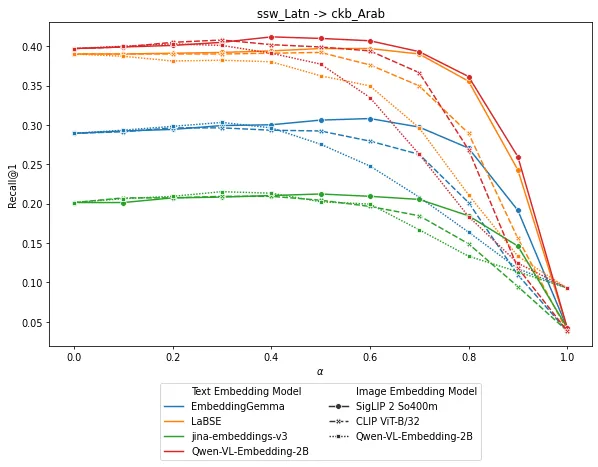 ssw_Latn -> ckb_Arab
Recall@1
0.40
0.35
0.30
0.25
0.20
0.15
0.10
0.05
0.0 0.2 0.4 0.6 0.8 1.0
α
Text Embedding Model Image Embedding Model
EmbeddingGemma SigLIP 2 So400m
LaBSE CLIP ViT-B/32
jina-embeddings-v3 Qwen-VL-Embedding-2B
Qwen-VL-Embedding-2B